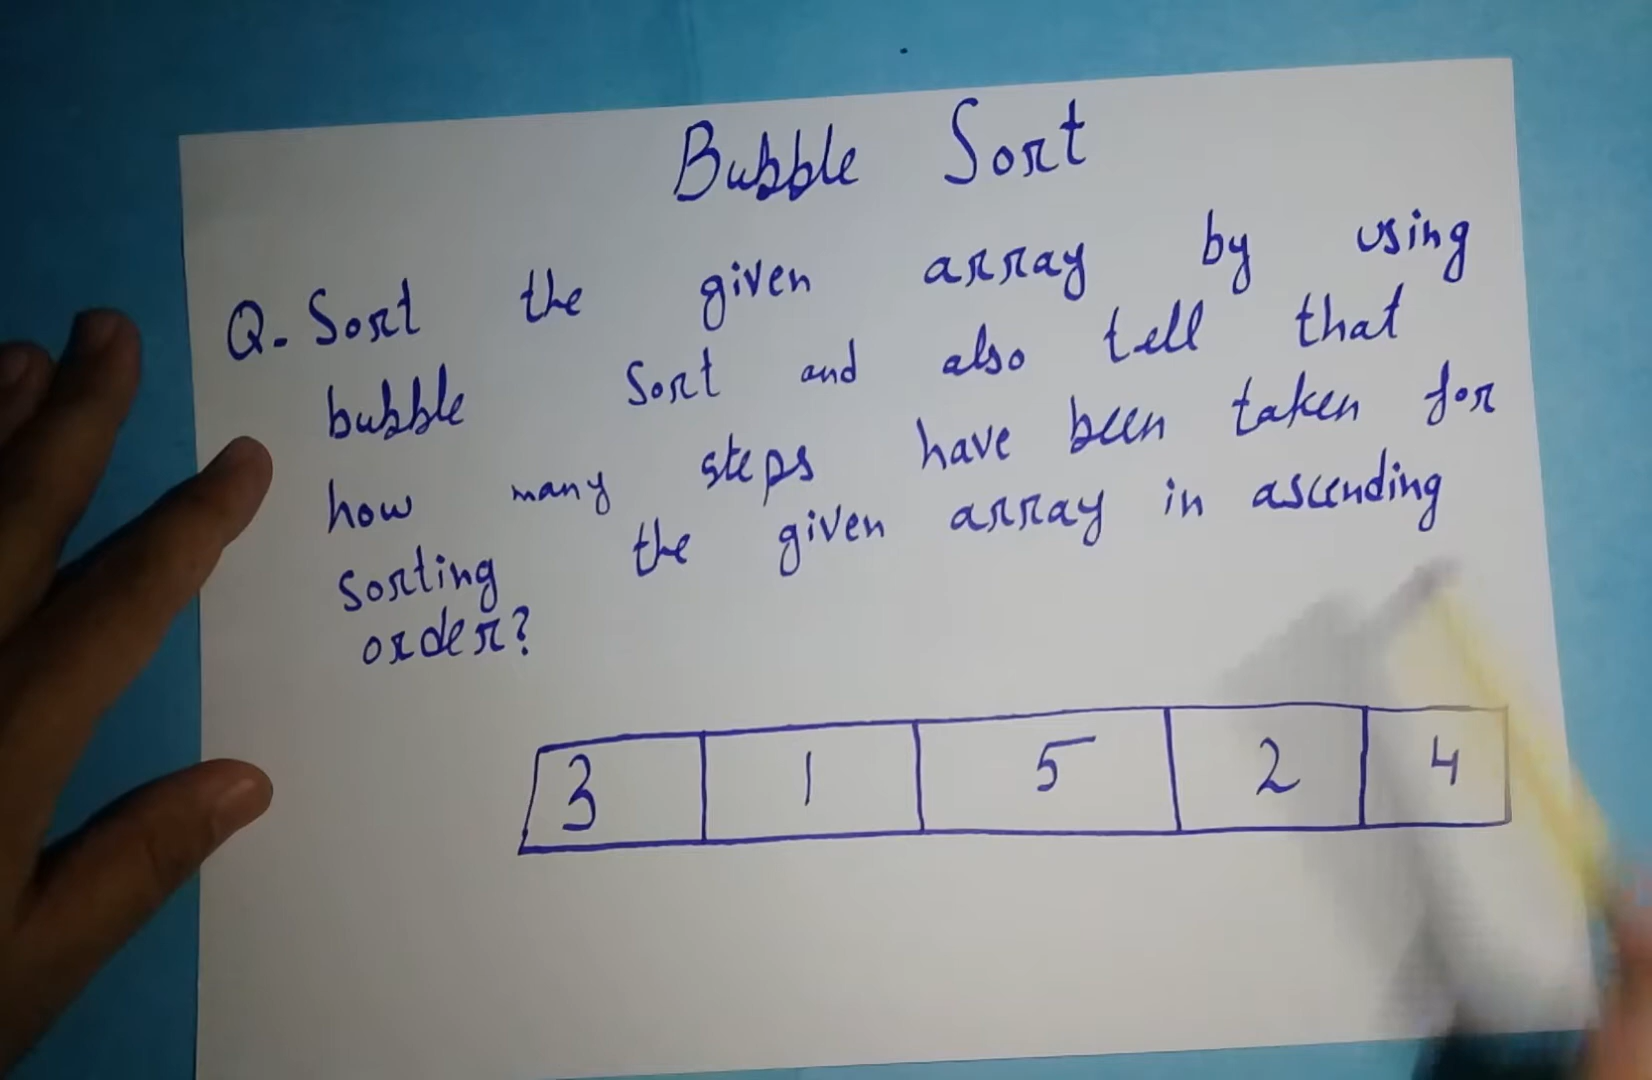 Bubble Sort
Q. Sort the given array by using
bubble Sort and also tell that
how many steps have been taken for
sorting the given array in ascending
order?
3 1 5 2 4